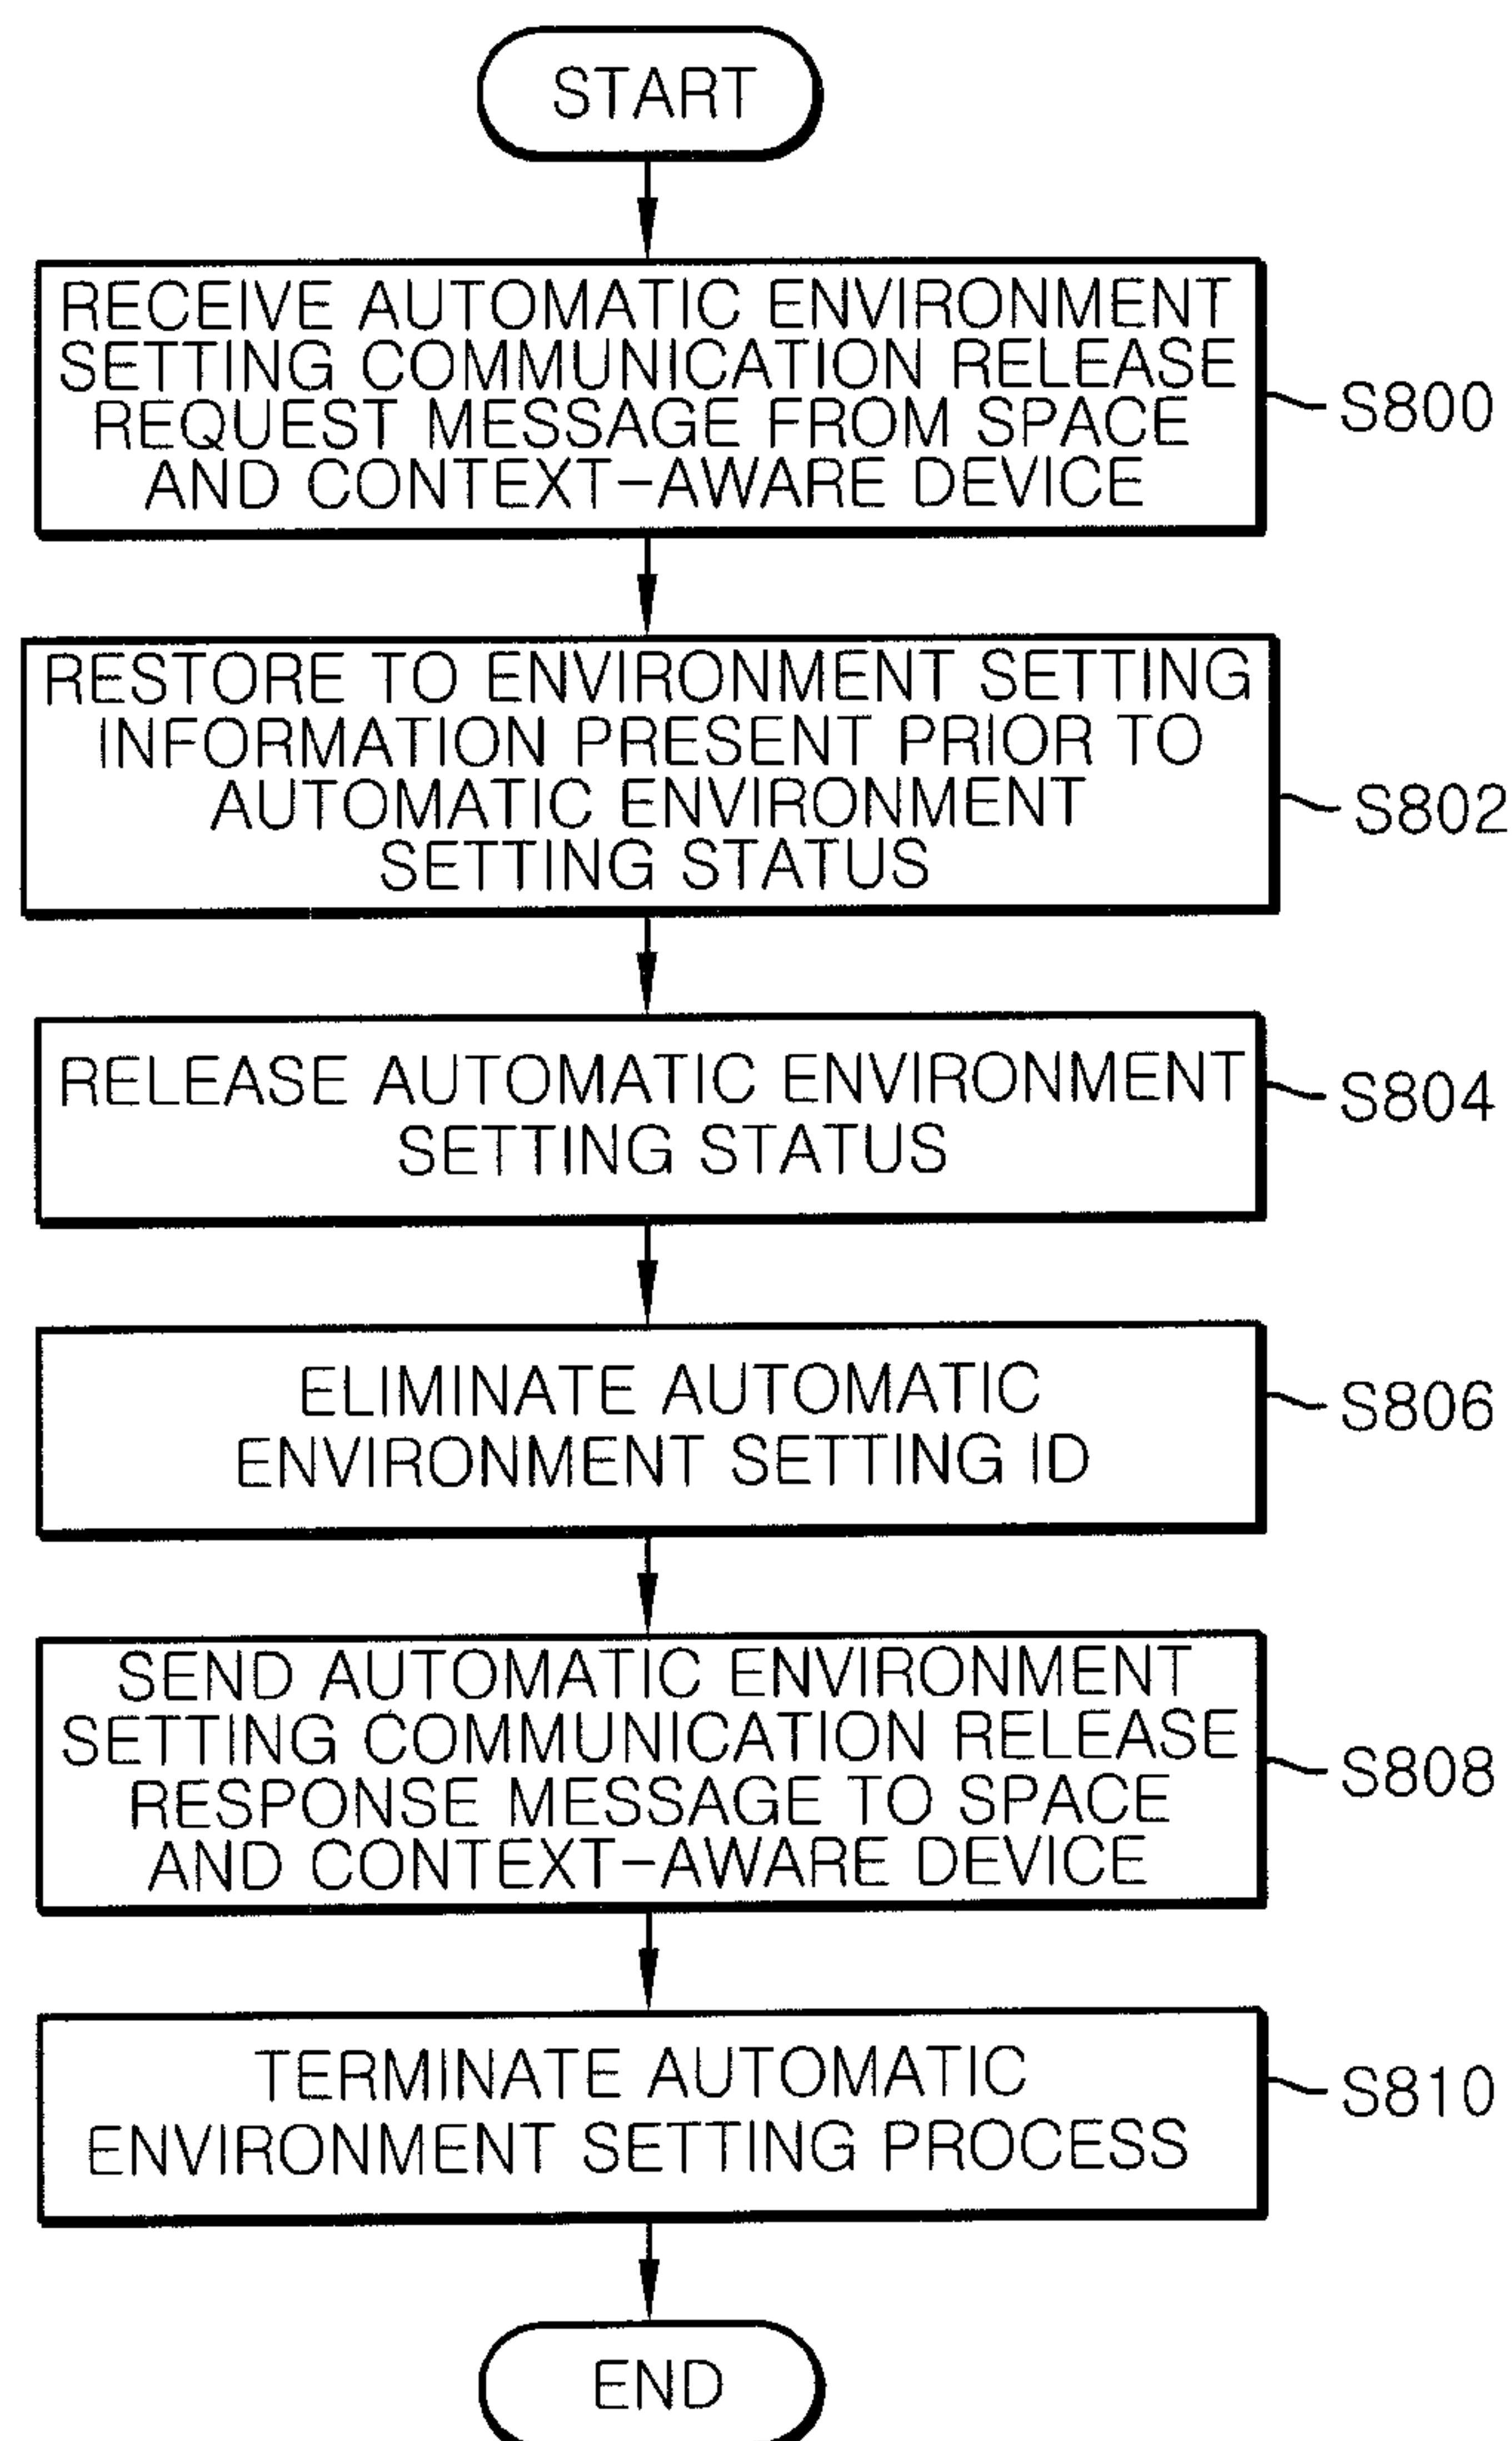 START
RECEIVE AUTOMATIC ENVIRONMENT
SETTING COMMUNICATION RELEASE
REQUEST MESSAGE FROM SPACE
AND CONTEXT-AWARE DEVICE
S800
RESTORE TO ENVIRONMENT SETTING
INFORMATION PRESENT PRIOR TO
AUTOMATIC ENVIRONMENT
SETTING STATUS
S802
RELEASE AUTOMATIC ENVIRONMENT
SETTING STATUS
S804
ELIMINATE AUTOMATIC
ENVIRONMENT SETTING ID
S806
SEND AUTOMATIC ENVIRONMENT
SETTING COMMUNICATION RELEASE
RESPONSE MESSAGE TO SPACE
AND CONTEXT-AWARE DEVICE
S808
TERMINATE AUTOMATIC
ENVIRONMENT SETTING PROCESS
S810
END